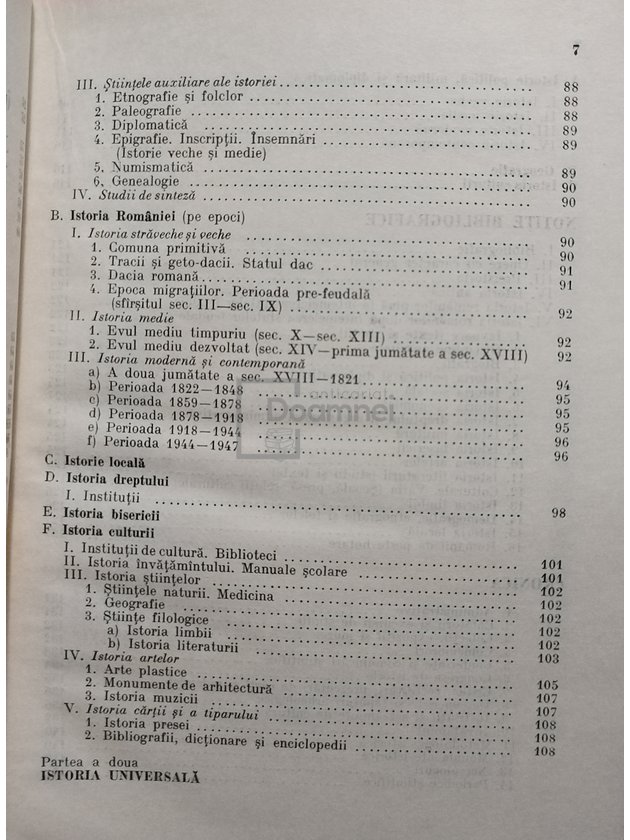 7
III. Științele auxiliare ale istoriei 88
1. Etnografie și folclor 88
2. Paleografie 88
3. Diplomatică 89
4. Epigrafie. Inscripții. Însemnări 89
(Istorie veche și medie)
5. Numismatică 89
6. Genealogie 90
IV. Studii de sinteză 90
B. Istoria României (pe epoci)
I. Istoria străveche și veche 90
1. Comuna primitivă 90
2. Tracii și geto-dacii. Statul dac 91
3. Dacia romană 91
4. Epoca migrațiilor. Perioada pre-feudală
(sfîrșitul sec. III—sec. IX) 92
II. Istoria medie
1. Evul mediu timpuriu (sec. X—sec. XIII) 92
2. Evul mediu dezvoltat (sec. XIV—prima jumătate a sec. XVIII) 92
III. Istoria modernă și contemporană
a) A doua jumătate a sec. XVIII—1821 94
b) Perioada 1822—1848 95
c) Perioada 1859—1878 95
d) Perioada 1878—1918 95
e) Perioada 1918—1944 96
f) Perioada 1944—1947 96
anticariatul
Doamnei
C. Istorie locală
D. Istoria dreptului
I. Instituții 98
E. Istoria bisericii
F. Istoria culturii
I. Instituții de cultură. Biblioteci 101
II. Istoria învățămîntului. Manuale școlare 101
III. Istoria științelor 102
1. Științele naturii. Medicina 102
2. Geografie 102
3. Științe filologice 102
a) Istoria limbii 102
b) Istoria literaturii 103
IV. Istoria artelor
1. Arte plastice 105
2. Monumente de arhitectură 107
3. Istoria muzicii 107
V. Istoria cărții și a tiparului 108
1. Istoria presei 108
2. Bibliografii, dicționare și enciclopedii 108
Partea a doua
ISTORIA UNIVERSALĂ